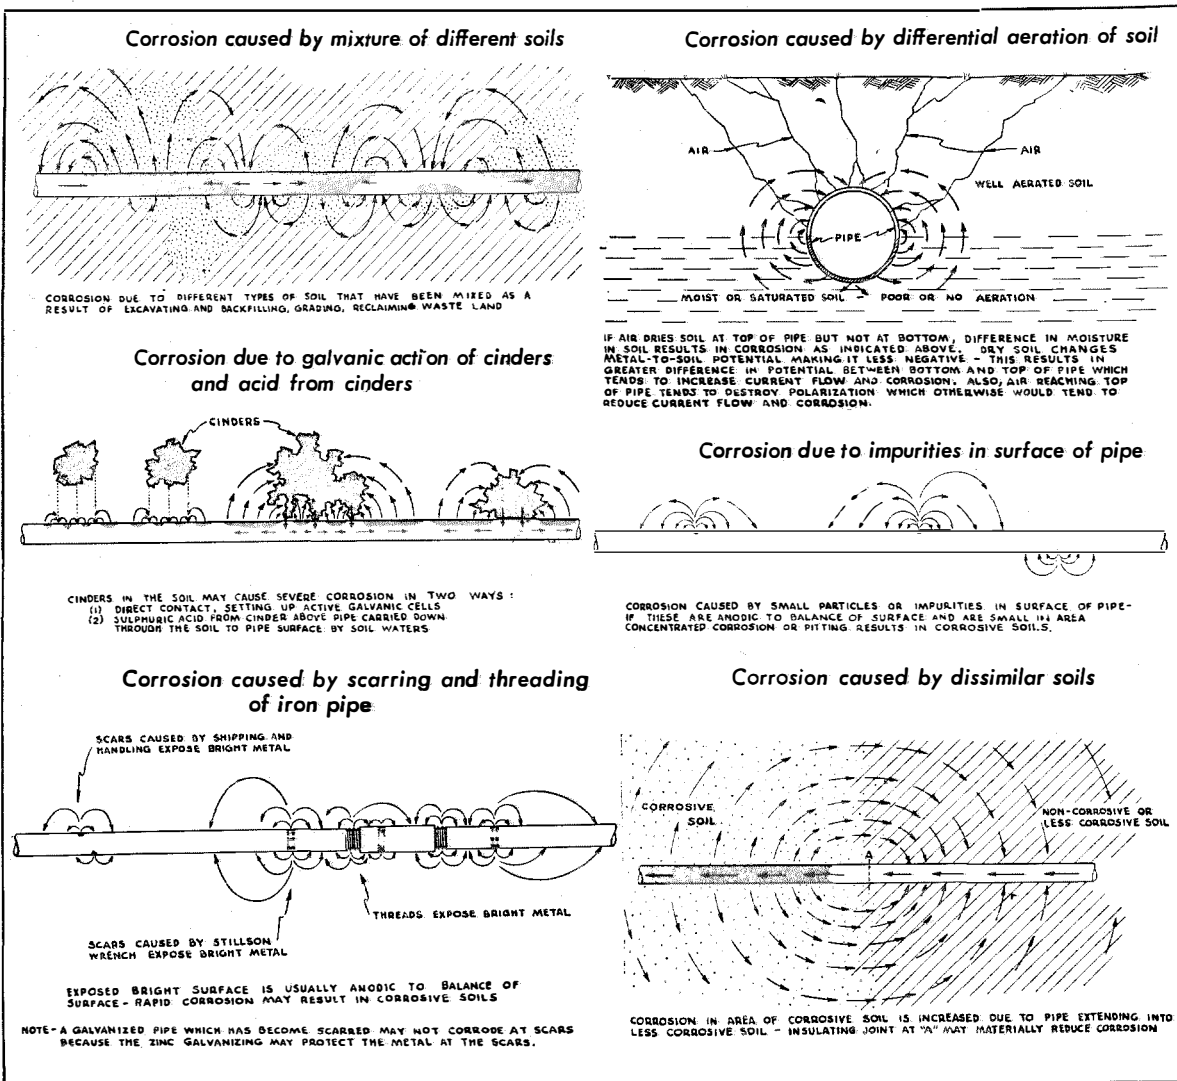 Corrosion caused by mixture of different soils
CORROSION DUE TO DIFFERENT TYPES OF SOIL THAT HAVE BEEN MIXED AS A
RESULT OF EXCAVATING AND BACKFILLING, GRADING, RECLAIMING WASTE LAND
Corrosion due to galvanic action of cinders
and acid from cinders
CINDERS
CINDERS IN THE SOIL MAY CAUSE SEVERE CORROSION IN TWO WAYS:
(1) DIRECT CONTACT, SETTING UP ACTIVE GALVANIC CELLS
(2) SULPHURIC ACID FROM CINDER ABOVE PIPE CARRIED DOWN
THROUGH THE SOIL TO PIPE SURFACE BY SOIL WATERS
Corrosion caused by scarring and threading
of iron pipe
SCARS CAUSED BY SHIPPING AND
HANDLING EXPOSE BRIGHT METAL
THREADS EXPOSE BRIGHT METAL
SCARS CAUSED BY STILLSON
WRENCH EXPOSE BRIGHT METAL
EXPOSED BRIGHT SURFACE IS USUALLY ANODIC TO BALANCE OF
SURFACE - RAPID CORROSION MAY RESULT IN CORROSIVE SOILS
NOTE - A GALVANIZED PIPE WHICH HAS BECOME SCARRED MAY NOT CORRODE AT SCARS
BECAUSE THE ZINC GALVANIZING MAY PROTECT THE METAL AT THE SCARS.
Corrosion caused by differential aeration of soil
AIR
AIR
WELL AERATED SOIL
PIPE
MOIST OR SATURATED SOIL - POOR OR NO AERATION
IF AIR DRIES SOIL AT TOP OF PIPE BUT NOT AT BOTTOM, DIFFERENCE IN MOISTURE
IN SOIL RESULTS IN CORROSION AS INDICATED ABOVE. DRY SOIL CHANGES
METAL-TO-SOIL POTENTIAL MAKING IT LESS NEGATIVE - THIS RESULTS IN
GREATER DIFFERENCE IN POTENTIAL BETWEEN BOTTOM AND TOP OF PIPE WHICH
TENDS TO INCREASE CURRENT FLOW AND CORROSION. ALSO, AIR REACHING TOP
OF PIPE TENDS TO DESTROY POLARIZATION WHICH OTHERWISE WOULD TEND TO
REDUCE CURRENT FLOW AND CORROSION.
Corrosion due to impurities in surface of pipe
CORROSION CAUSED BY SMALL PARTICLES OR IMPURITIES IN SURFACE OF PIPE-
IF THESE ARE ANODIC TO BALANCE OF SURFACE AND ARE SMALL IN AREA
CONCENTRATED CORROSION OR PITTING RESULTS IN CORROSIVE SOILS.
Corrosion caused by dissimilar soils
CORROSIVE
SOIL
NON-CORROSIVE OR
LESS CORROSIVE SOIL
A
CORROSION IN AREA OF CORROSIVE SOIL IS INCREASED DUE TO PIPE EXTENDING INTO
LESS CORROSIVE SOIL - INSULATING JOINT AT "A" MAY MATERIALLY REDUCE CORROSION